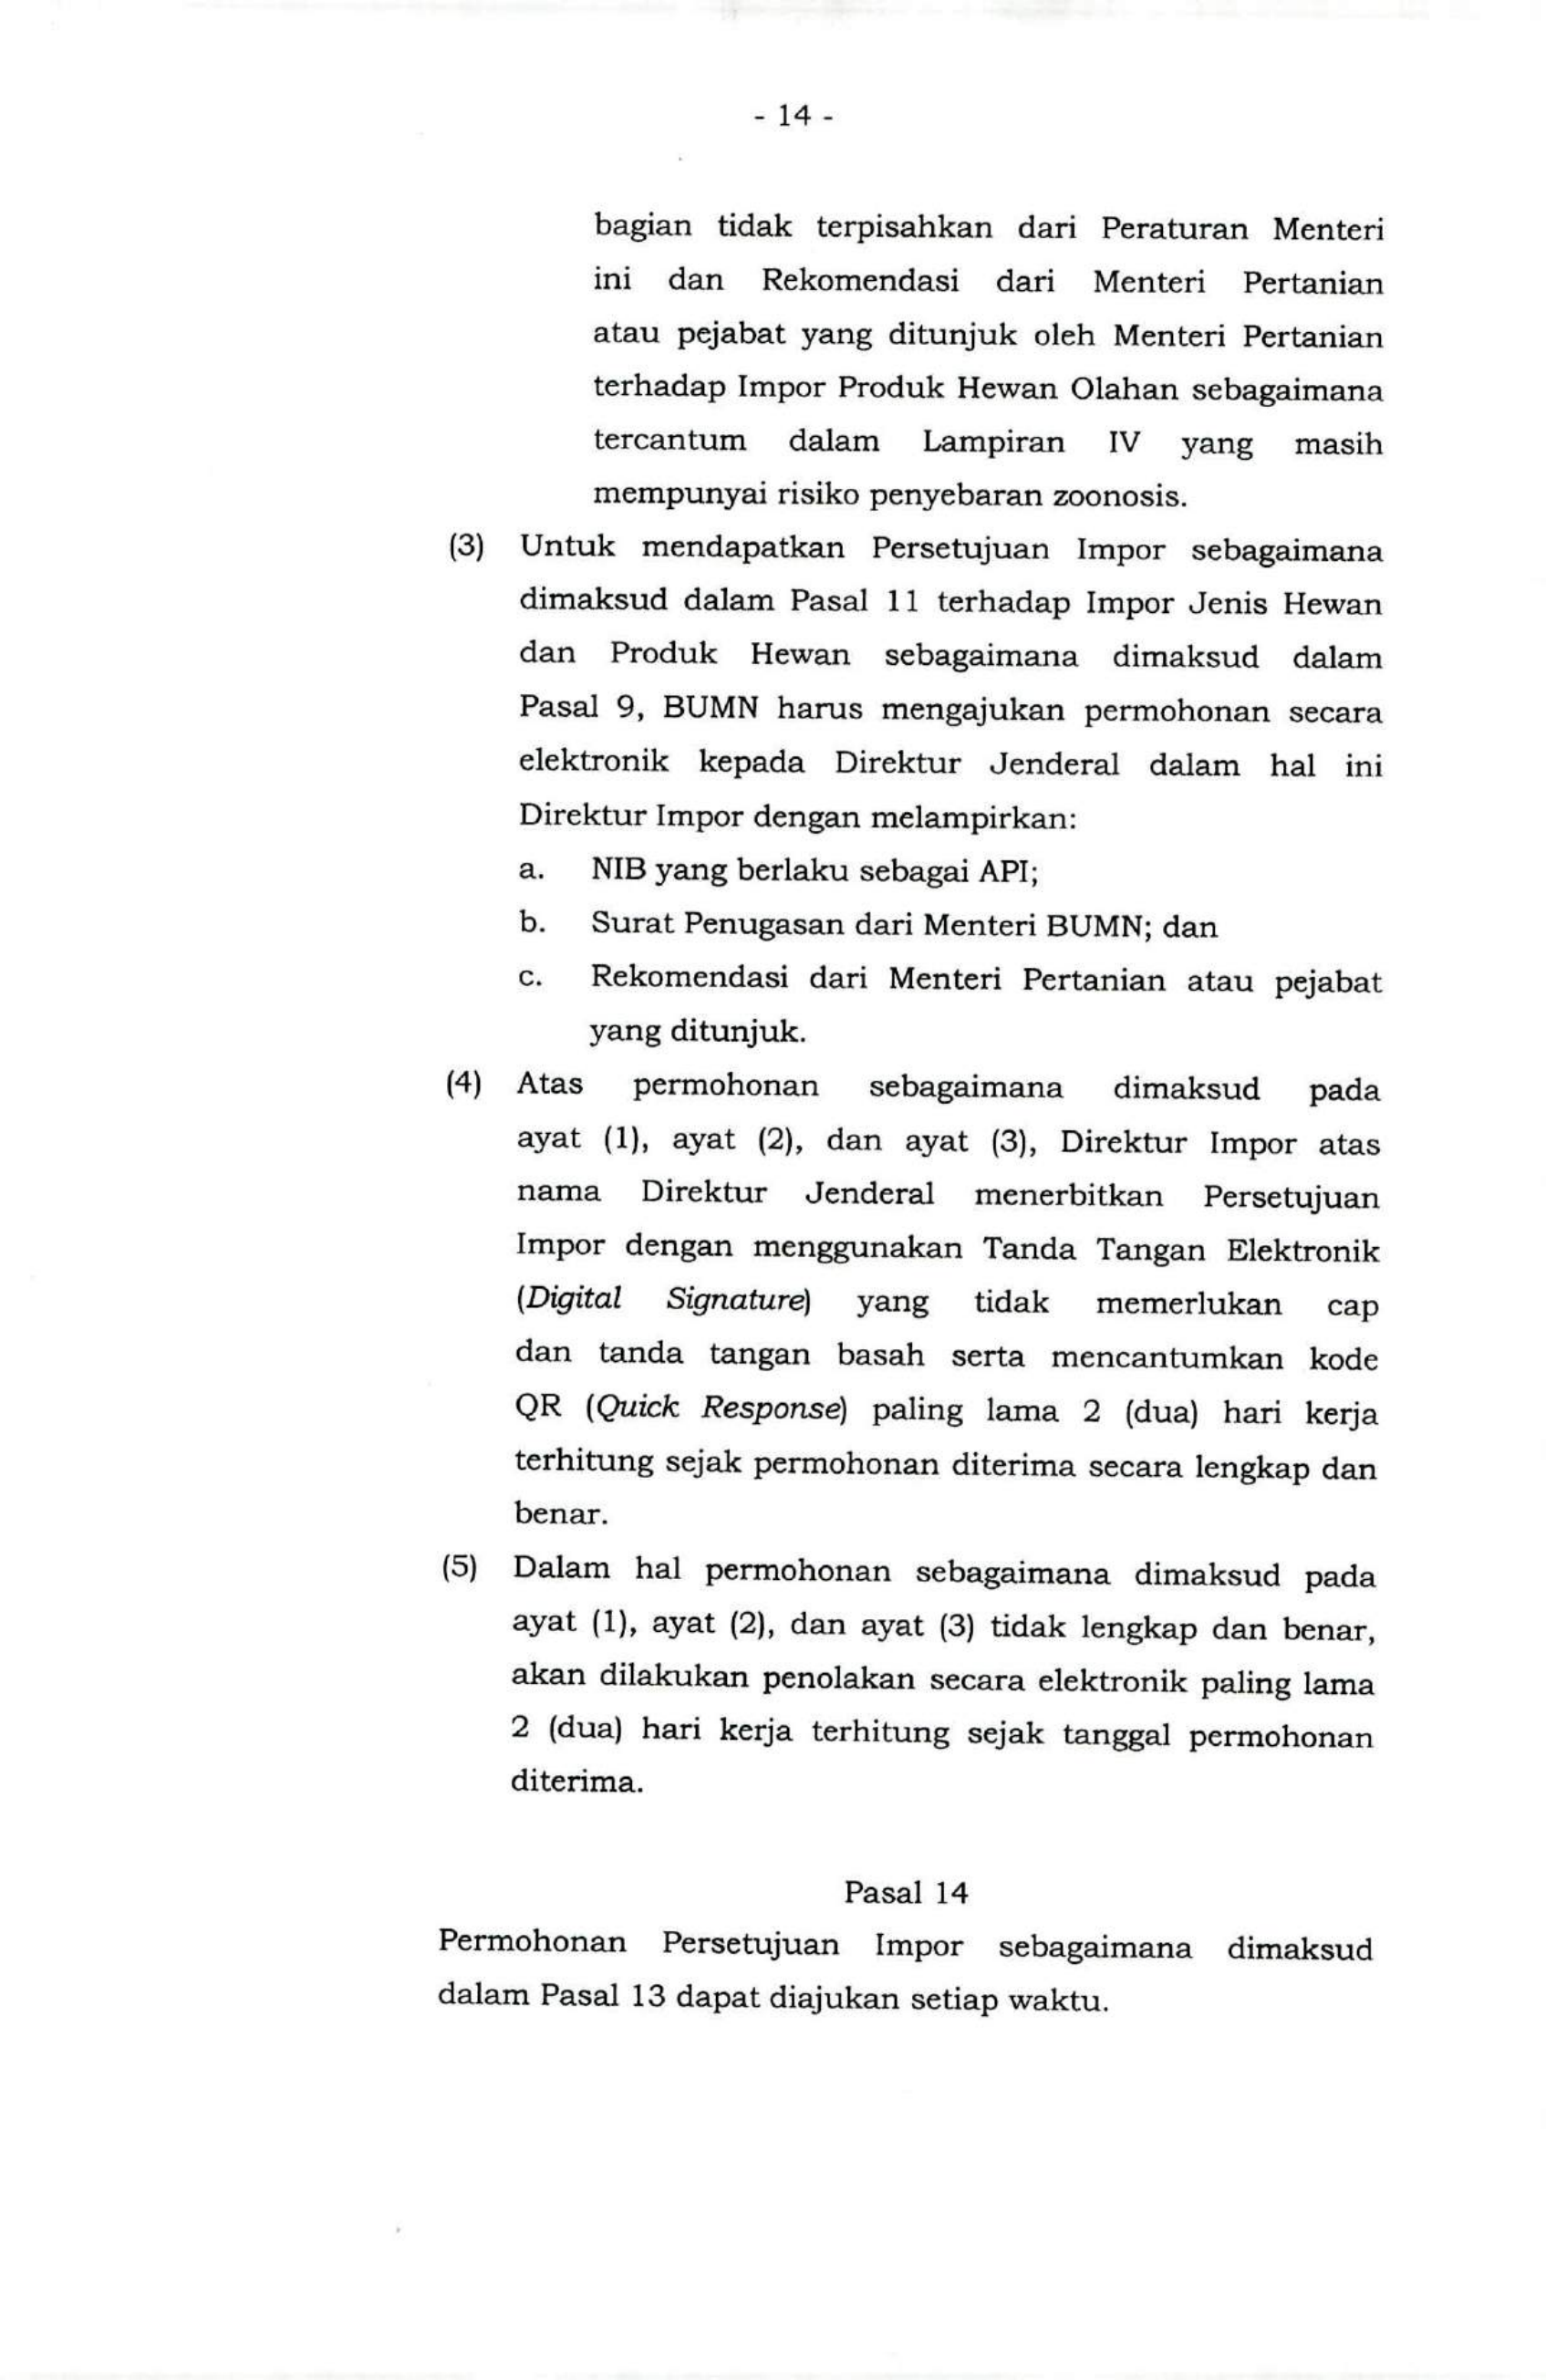 - 14 -
bagian tidak terpisahkan dari Peraturan Menteri
ini dan Rekomendasi dari Menteri Pertanian
atau pejabat yang ditunjuk oleh Menteri Pertanian
terhadap Impor Produk Hewan Olahan sebagaimana
tercantum dalam Lampiran IV yang masih
mempunyai risiko penyebaran zoonosis.
(3) Untuk mendapatkan Persetujuan Impor sebagaimana
dimaksud dalam Pasal 11 terhadap Impor Jenis Hewan
dan Produk Hewan sebagaimana dimaksud dalam
Pasal 9, BUMN harus mengajukan permohonan secara
elektronik kepada Direktur Jenderal dalam hal ini
Direktur Impor dengan melampirkan:
a. NIB yang berlaku sebagai API;
b. Surat Penugasan dari Menteri BUMN; dan
c. Rekomendasi dari Menteri Pertanian atau pejabat
yang ditunjuk.
(4) Atas permohonan sebagaimana dimaksud pada
ayat (1), ayat (2), dan ayat (3), Direktur Impor atas
nama Direktur Jenderal menerbitkan Persetujuan
Impor dengan menggunakan Tanda Tangan Elektronik
(Digital Signature) yang tidak memerlukan cap
dan tanda tangan basah serta mencantumkan kode
QR (Quick Response) paling lama 2 (dua) hari kerja
terhitung sejak permohonan diterima secara lengkap dan
benar.
(5) Dalam hal permohonan sebagaimana dimaksud pada
ayat (1), ayat (2), dan ayat (3) tidak lengkap dan benar,
akan dilakukan penolakan secara elektronik paling lama
2 (dua) hari kerja terhitung sejak tanggal permohonan
diterima.
Pasal 14
Permohonan Persetujuan Impor sebagaimana dimaksud
dalam Pasal 13 dapat diajukan setiap waktu.